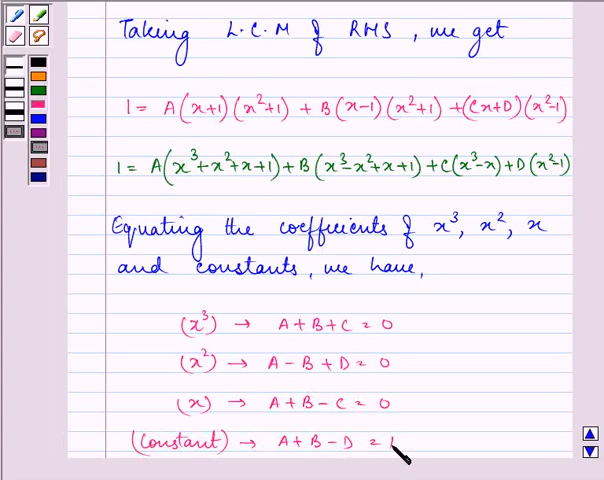 Taking L.C.M of RHS, we get
1 = A(x+1)(x²+1) + B(x-1)(x²+1) + (Cx+D)(x²-1)
1 = A(x³+x²+x+1) + B(x³-x²+x+1) + C(x³-x) + D(x²-1)
Equating the coefficients of x³, x², x
and constants, we have,
(x³) → A + B + C = 0
(x²) → A - B + D = 0
(x) → A + B - C = 0
(Constant) → A + B - D = 1